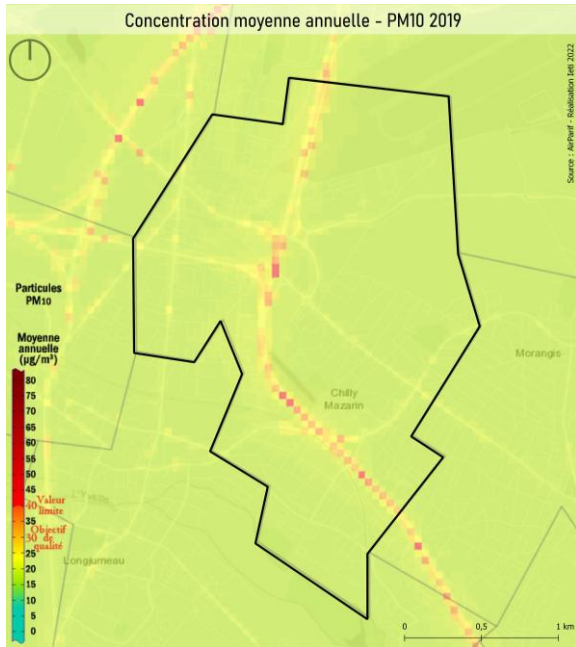 Concentration moyenne annuelle - PM10 2019
Source : AirParif - Réalisation Ieti 2022
Particules
PM10
Moyenne
annuelle
(µg/m³)
80
75
70
65
60
55
50
45
40 Valeur
limite
35
Objectif
30 de
qualité
25
20
15
10
5
0
Morangis
Chilly
Mazarin
L'Yvette
Longjumeau
0 0,5 1 km